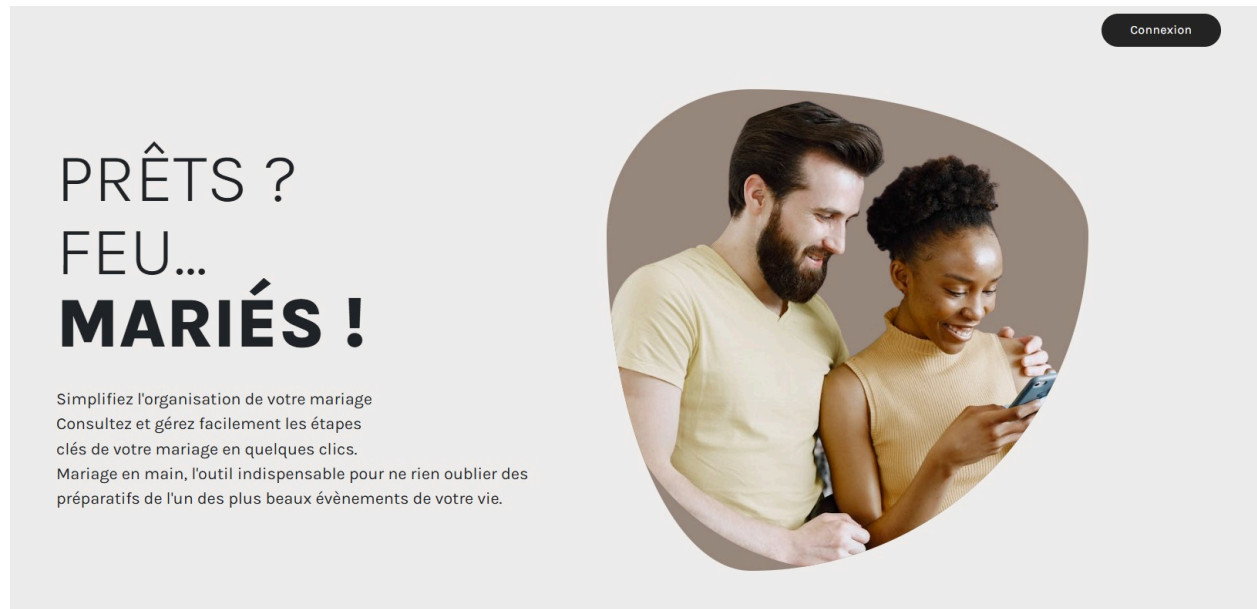 Connexion
PRÊTS ?
FEU...
MARIÉS !
Simplifiez l'organisation de votre mariage
Consultez et gérez facilement les étapes
clés de votre mariage en quelques clics.
Mariage en main, l'outil indispensable pour ne rien oublier des
préparatifs de l'un des plus beaux évènements de votre vie.